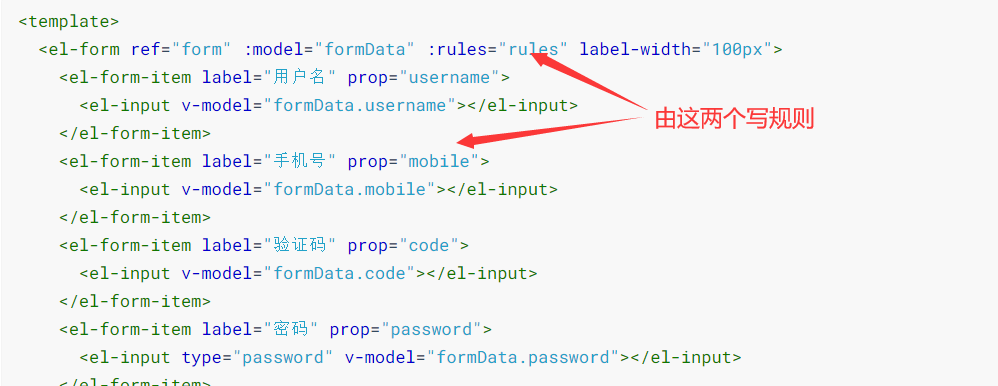 <template>
<el-form ref="form" :model="formData" :rules="rules" label-width="100px">
<el-form-item label="用户名" prop="username">
<el-input v-model="formData.username"></el-input>
</el-form-item>
由这两个写规则
<el-form-item label="手机号" prop="mobile">
<el-input v-model="formData.mobile"></el-input>
</el-form-item>
<el-form-item label="验证码" prop="code">
<el-input v-model="formData.code"></el-input>
</el-form-item>
<el-form-item label="密码" prop="password">
<el-input type="password" v-model="formData.password"></el-input>
</el-form-item>